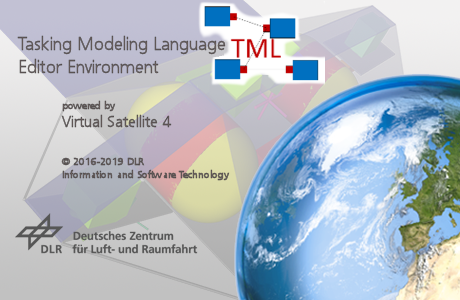 Tasking Modeling Language
TML
Editor Environment
powered by
Virtual Satellite 4
© 2016-2019 DLR
Information and Software Technology
DLR
Deutsches Zentrum
für Luft- und Raumfahrt